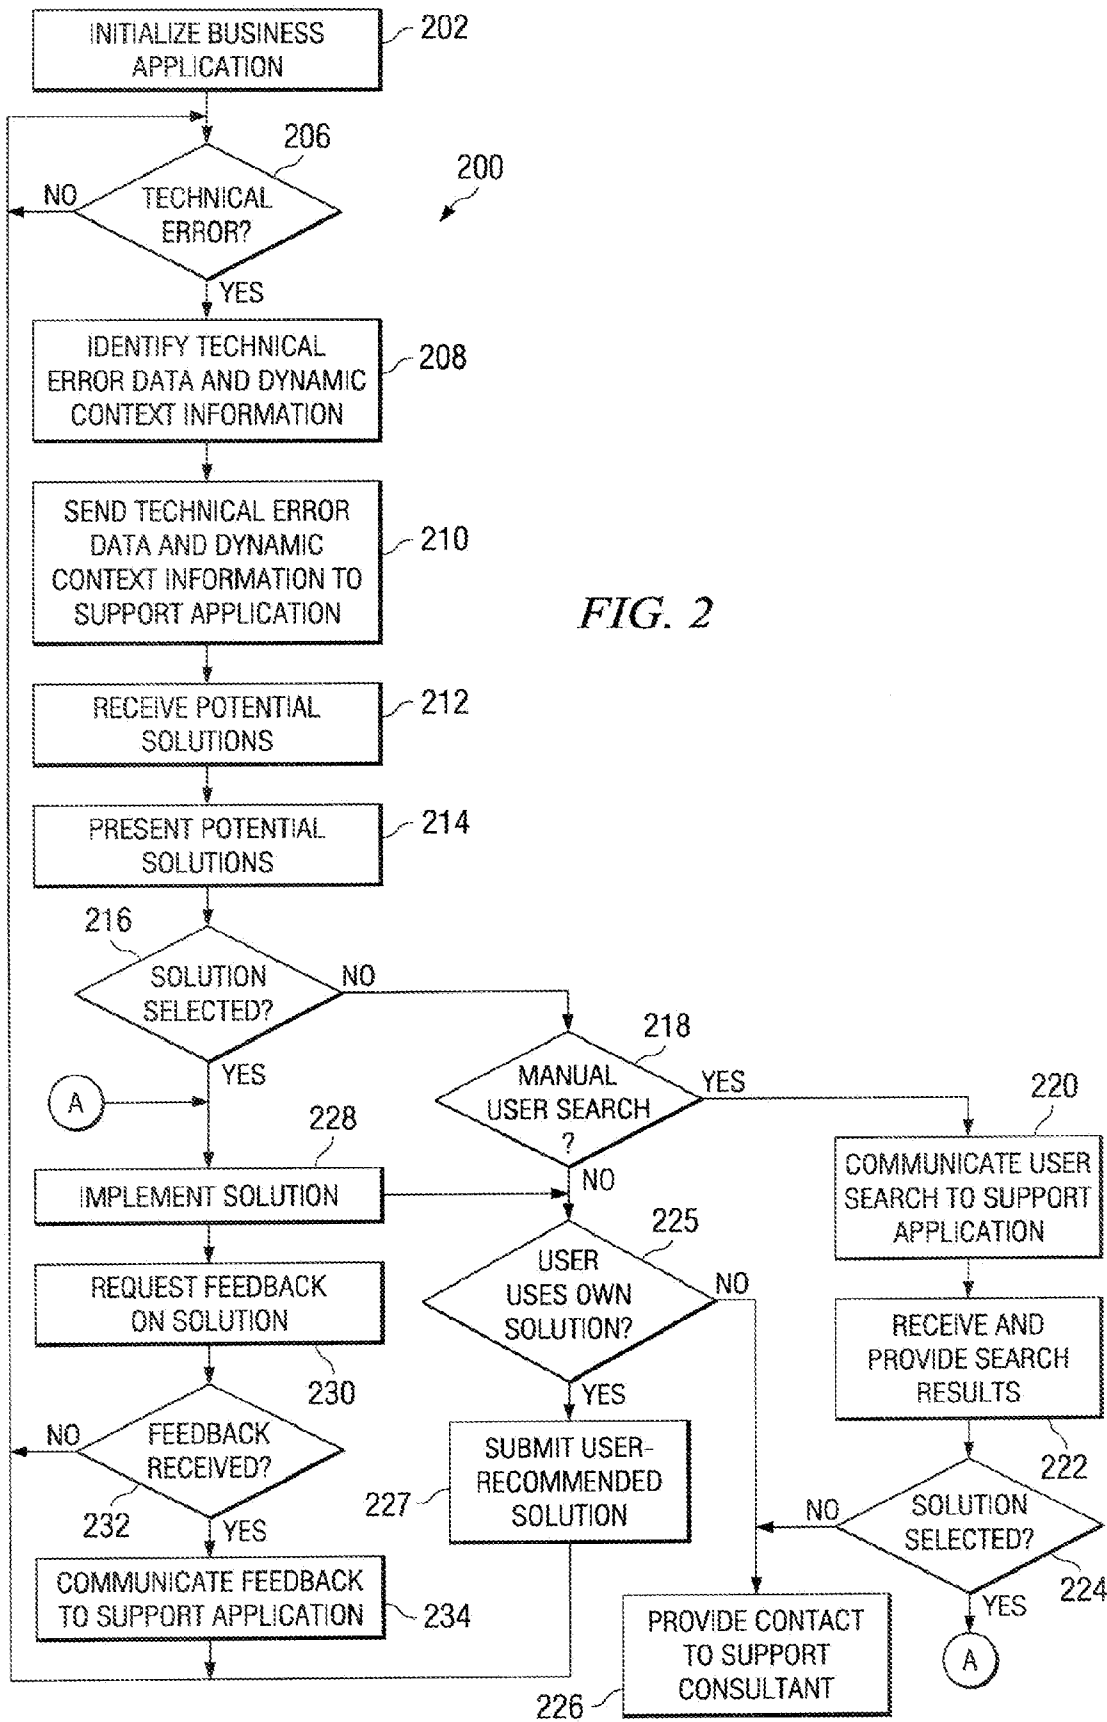 INITIALIZE BUSINESS
APPLICATION
202
206
TECHNICAL
ERROR?
NO
YES
200
IDENTIFY TECHNICAL
ERROR DATA AND DYNAMIC
CONTEXT INFORMATION
208
SEND TECHNICAL ERROR
DATA AND DYNAMIC
CONTEXT INFORMATION TO
SUPPORT APPLICATION
210
FIG. 2
RECEIVE POTENTIAL
SOLUTIONS
212
PRESENT POTENTIAL
SOLUTIONS
214
216
SOLUTION
SELECTED?
NO
YES
A
218
MANUAL
USER SEARCH
?
YES
NO
220
COMMUNICATE USER
SEARCH TO SUPPORT
APPLICATION
228
IMPLEMENT SOLUTION
225
USER
USES OWN
SOLUTION?
NO
YES
REQUEST FEEDBACK
ON SOLUTION
230
RECEIVE AND
PROVIDE SEARCH
RESULTS
222
FEEDBACK
RECEIVED?
NO
232
YES
SUBMIT USER-
RECOMMENDED
SOLUTION
227
SOLUTION
SELECTED?
NO
224
YES
A
COMMUNICATE FEEDBACK
TO SUPPORT APPLICATION
234
PROVIDE CONTACT
TO SUPPORT
CONSULTANT
226